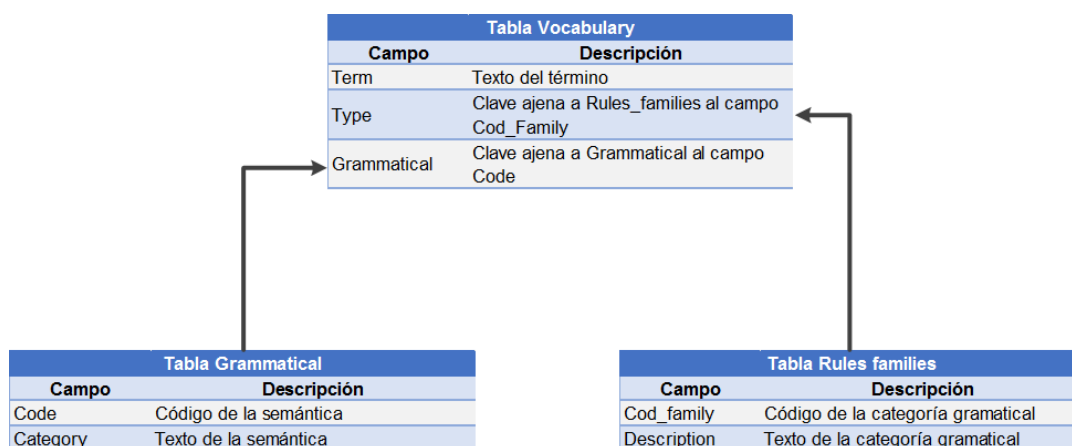 Tabla Vocabulary
Campo Descripción
Term Texto del término
Type Clave ajena a Rules_families al campo
Cod_Family
Grammatical Clave ajena a Grammatical al campo
Code
Tabla Grammatical
Campo Descripción
Code Código de la semántica
Category Texto de la semántica
Tabla Rules families
Campo Descripción
Cod_family Código de la categoría gramatical
Description Texto de la categoría gramatical